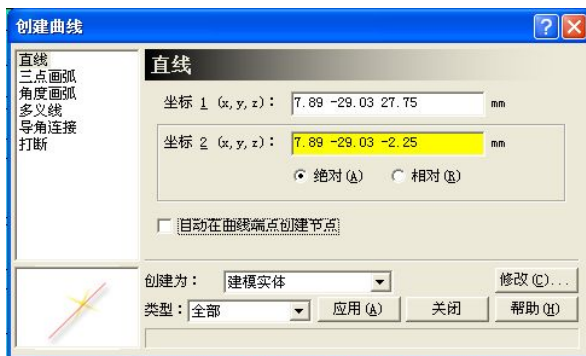 创建曲线
直线
三点画弧
角度画弧
多义线
导角连接
打断
直线
坐标 1 (x,y,z): 7.89 -29.03 27.75 mm
坐标 2 (x,y,z): 7.89 -29.03 -2.25 mm
绝对(A) 相对(R)
自动在曲线端点创建节点
创建为: 建模实体 修改(C)...
类型: 全部 应用(A) 关闭 帮助(H)